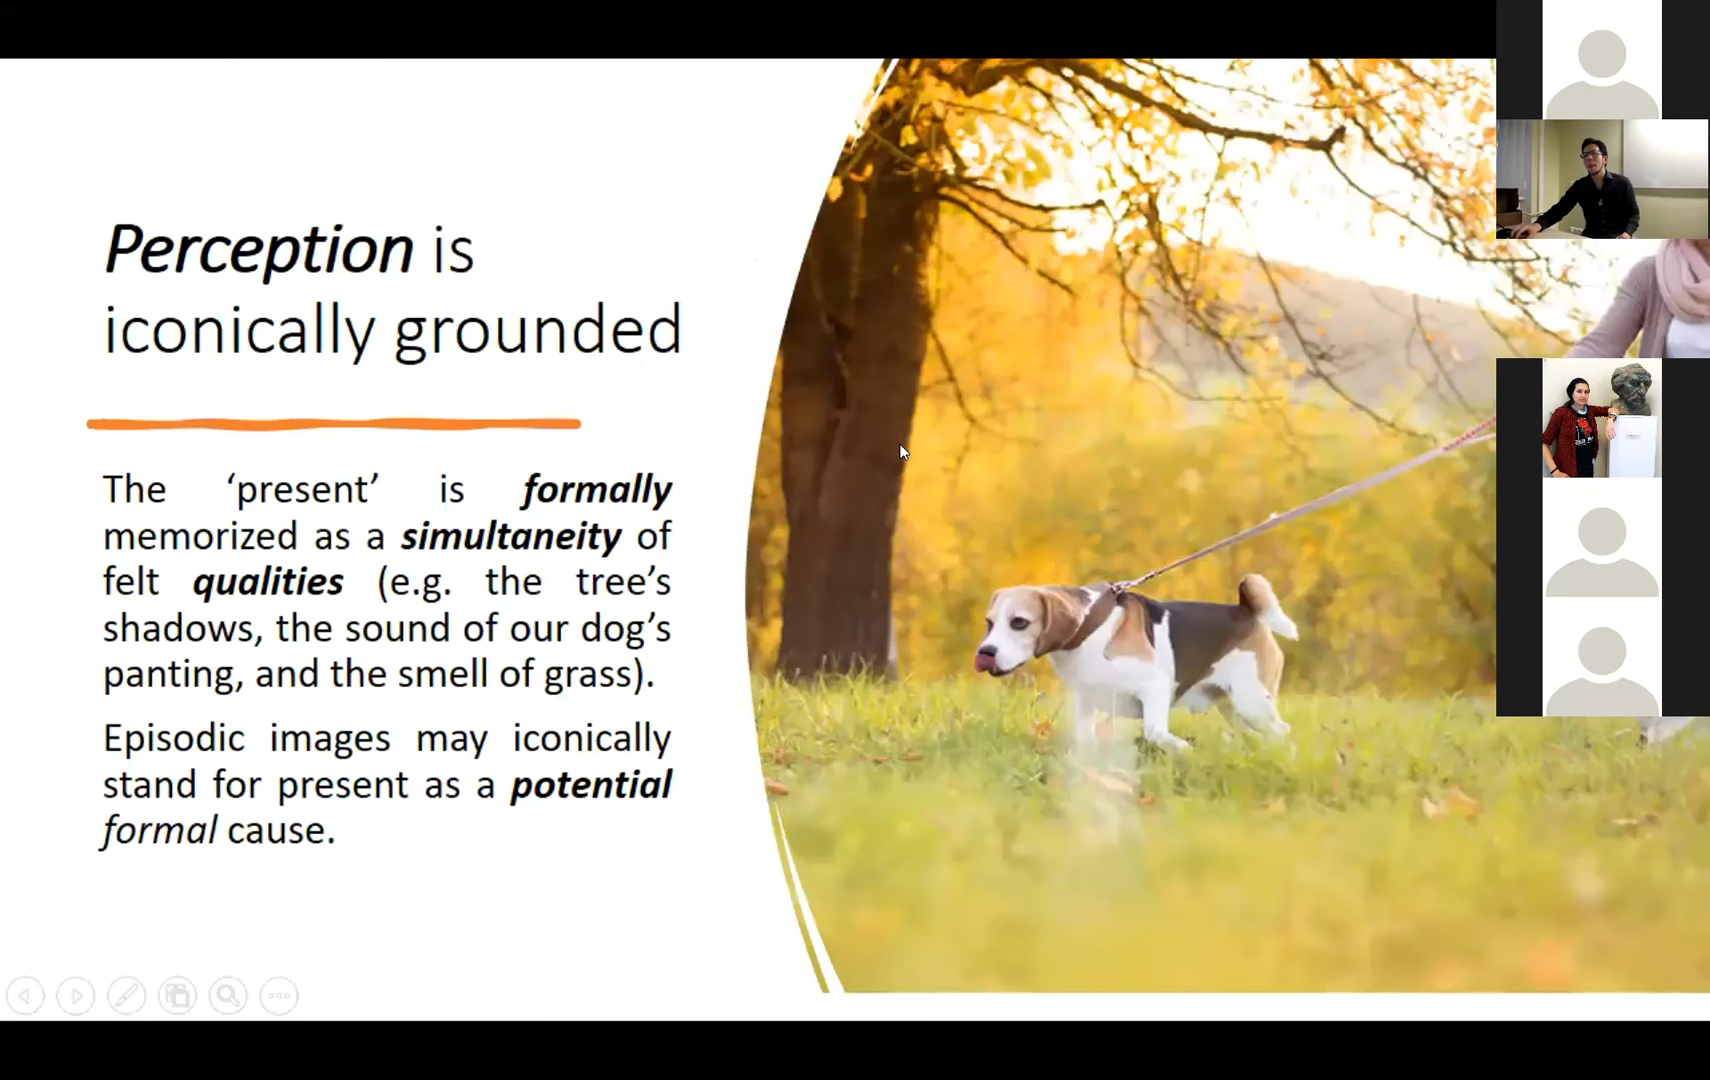 Perception is
iconically grounded
The ‘present’ is formally
memorized as a simultaneity of
felt qualities (e.g. the tree’s
shadows, the sound of our dog’s
panting, and the smell of grass).
Episodic images may iconically
stand for present as a potential
formal cause.